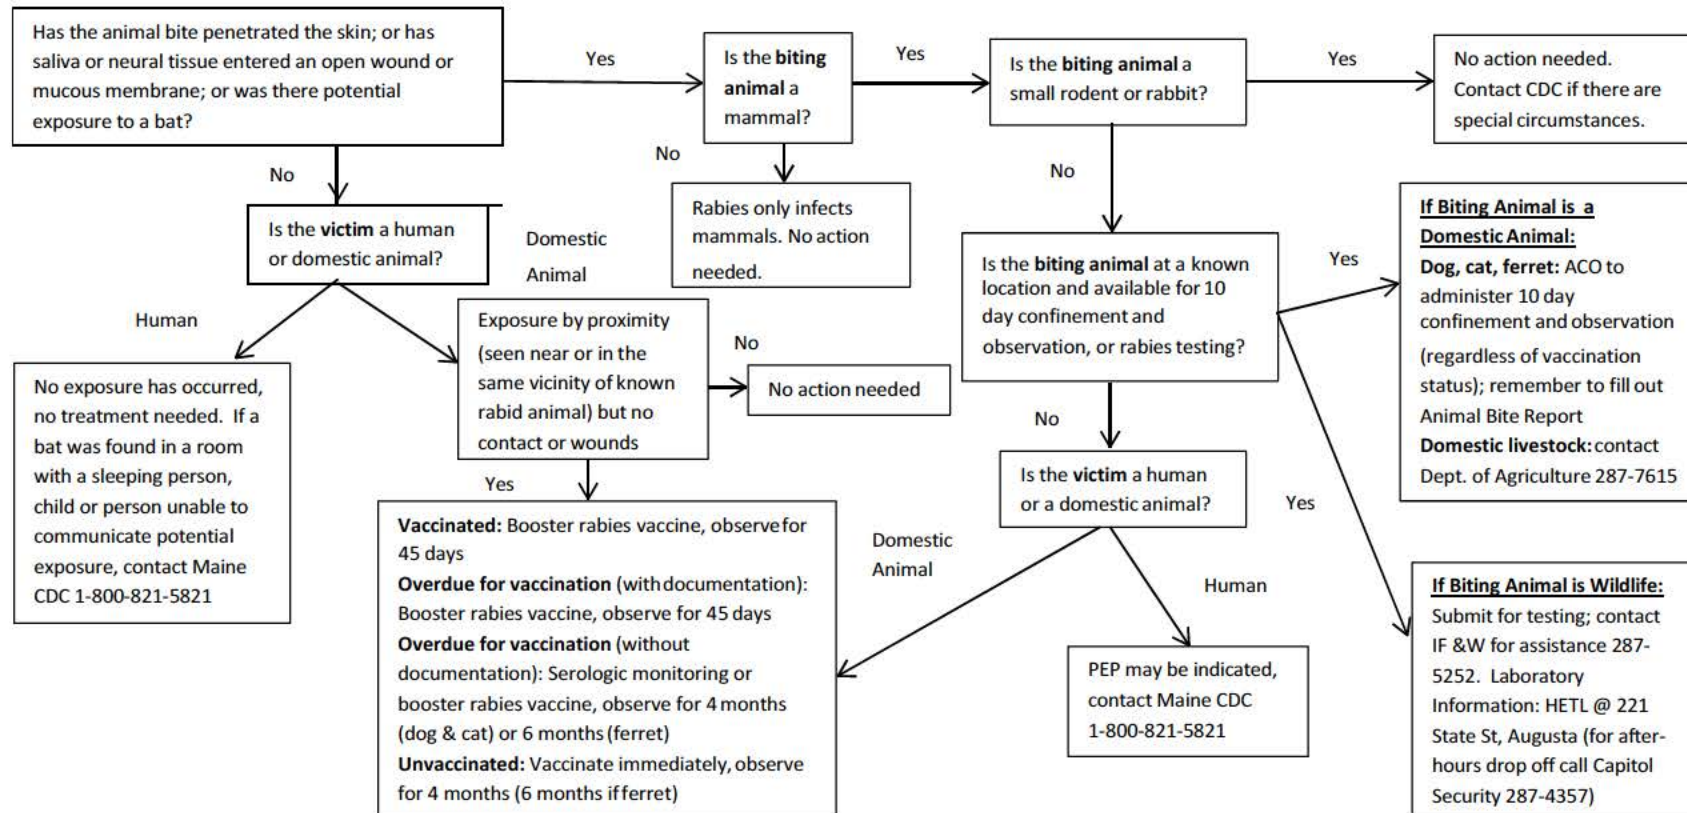 Has the animal bite penetrated the skin; or has
saliva or neural tissue entered an open wound or
mucous membrane; or was there potential
exposure to a bat?
Yes
Is the biting
animal a
mammal?
Yes
Is the biting animal a
small rodent or rabbit?
Yes
No action needed.
Contact CDC if there are
special circumstances.
No
No
Rabies only infects
mammals. No action
needed.
No
Is the victim a human
or domestic animal?
Domestic
Animal
Human
No exposure has occurred,
no treatment needed. If a
bat was found in a room
with a sleeping person,
child or person unable to
communicate potential
exposure, contact Maine
CDC 1-800-821-5821
Exposure by proximity
(seen near or in the
same vicinity of known
rabid animal) but no
contact or wounds
No
No action needed
Yes
Vaccinated: Booster rabies vaccine, observe for
45 days
Overdue for vaccination (with documentation):
Booster rabies vaccine, observe for 45 days
Overdue for vaccination (without
documentation): Serologic monitoring or
booster rabies vaccine, observe for 4 months
(dog & cat) or 6 months (ferret)
Unvaccinated: Vaccinate immediately, observe
for 4 months (6 months if ferret)
Is the biting animal at a known
location and available for 10
day confinement and
observation, or rabies testing?
Yes
If Biting Animal is a
Domestic Animal:
Dog, cat, ferret: ACO to
administer 10 day
confinement and observation
(regardless of vaccination
status); remember to fill out
Animal Bite Report
Domestic livestock: contact
Dept. of Agriculture 287-7615
No
Is the victim a human
or a domestic animal?
Yes
Domestic
Animal
Human
PEP may be indicated,
contact Maine CDC
1-800-821-5821
If Biting Animal is Wildlife:
Submit for testing; contact
IF &W for assistance 287-
5252. Laboratory
Information: HETL @ 221
State St, Augusta (for after-
hours drop off call Capitol
Security 287-4357)